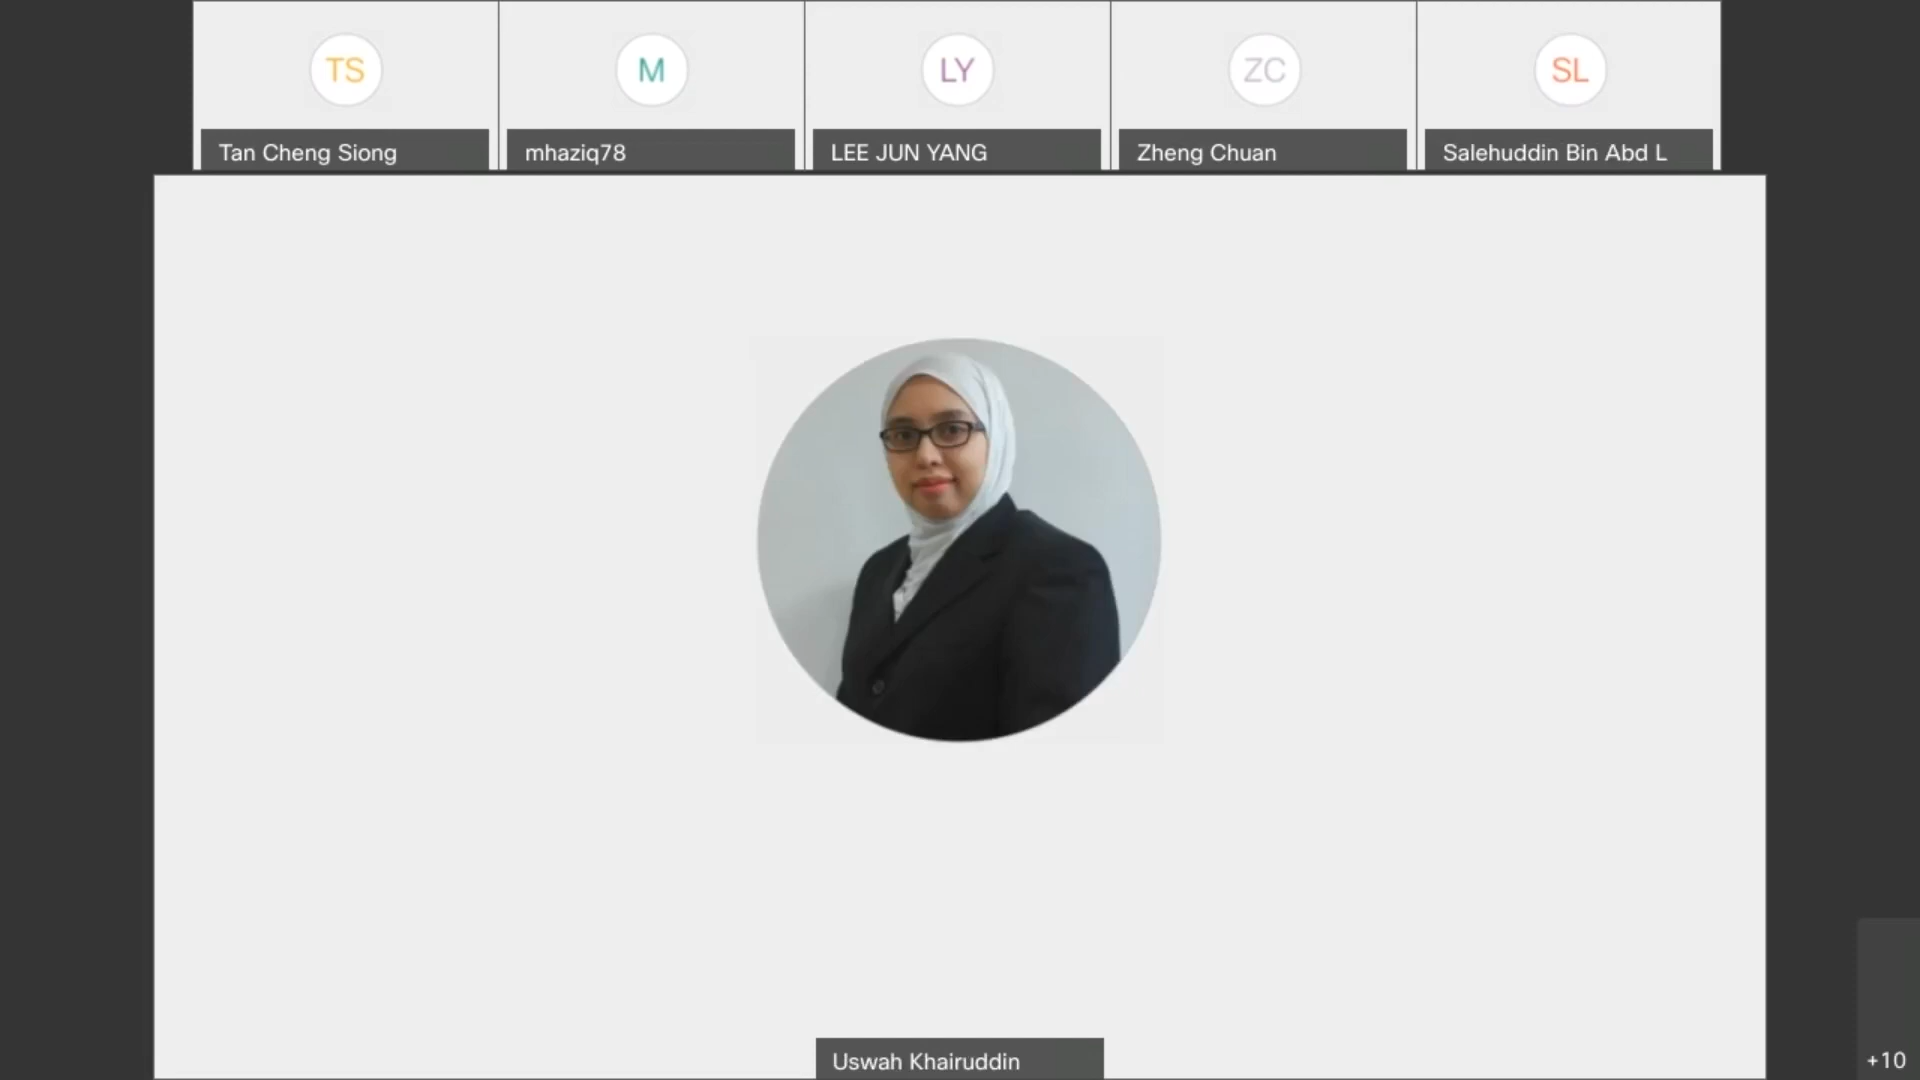 TS
M
LY
ZC
SL
Tan Cheng Siong
mhaziq78
LEE JUN YANG
Zheng Chuan
Salehuddin Bin Abd L
Uswah Khairuddin
+10